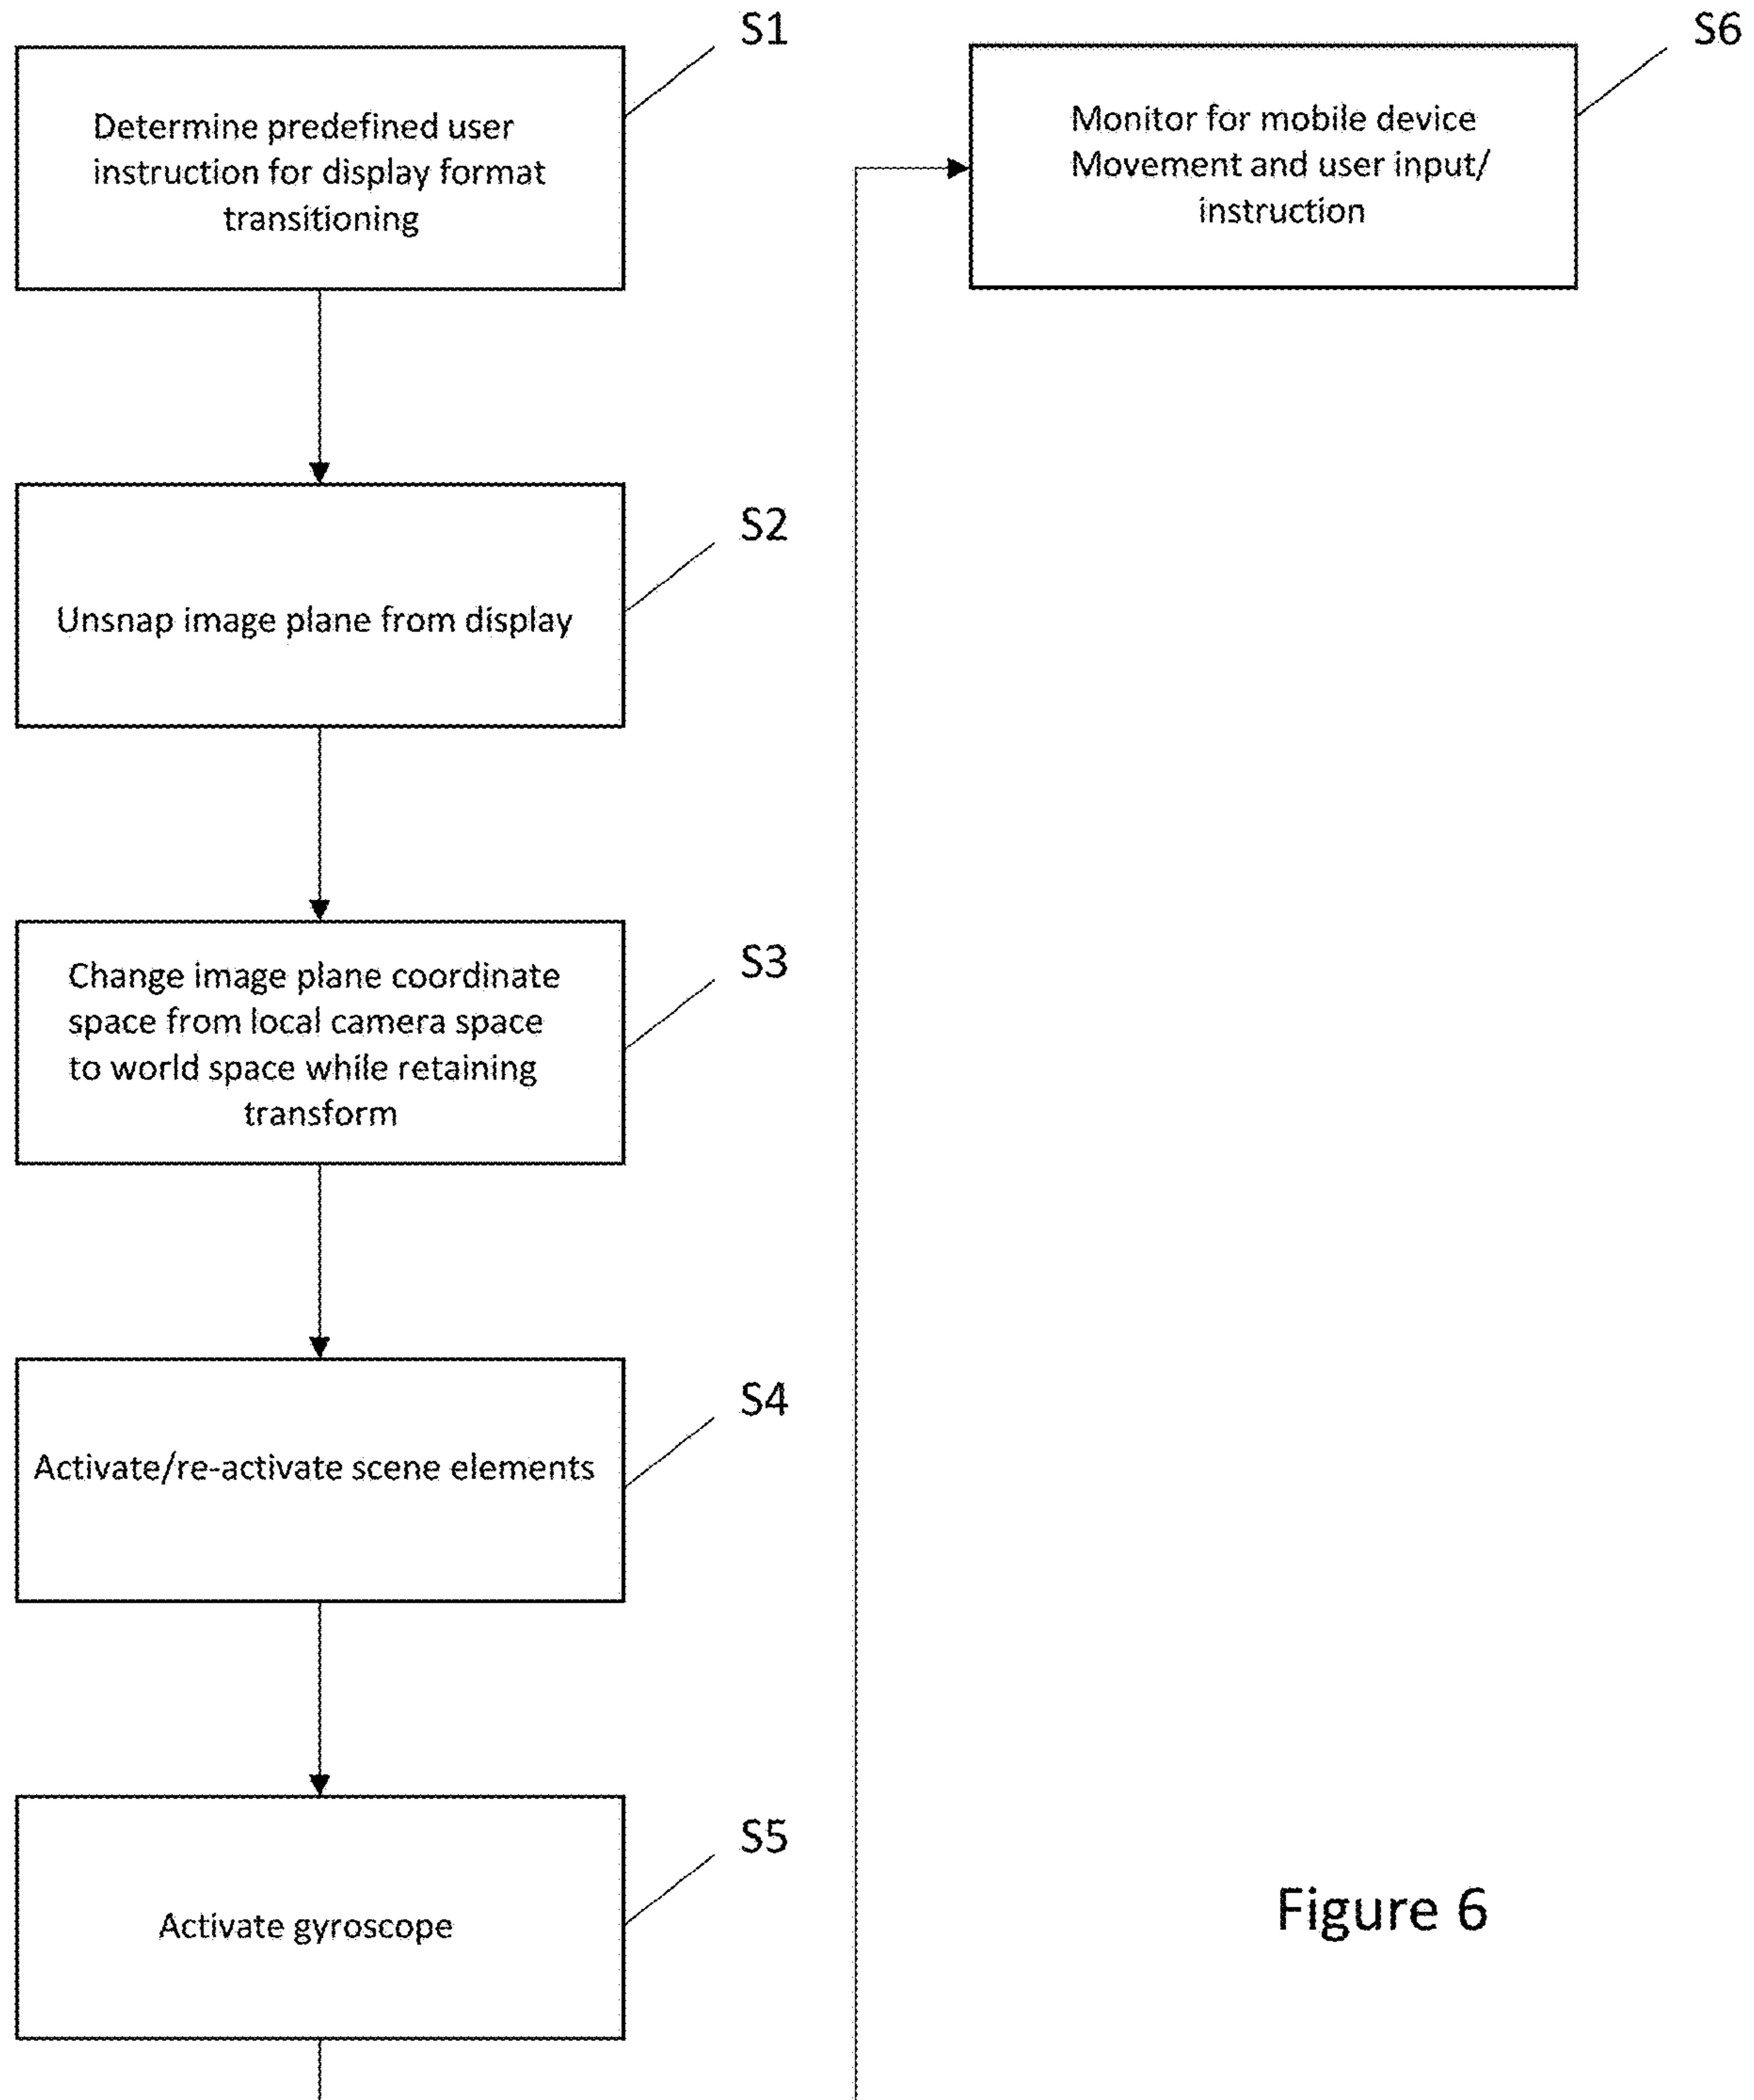 S1
Determine predefined user
instruction for display format
transitioning
S2
Unsnap image plane from display
S3
Change image plane coordinate
space from local camera space
to world space while retaining
transform
S4
Activate/re-activate scene elements
S5
Activate gyroscope
S6
Monitor for mobile device
Movement and user input/
instruction
Figure 6